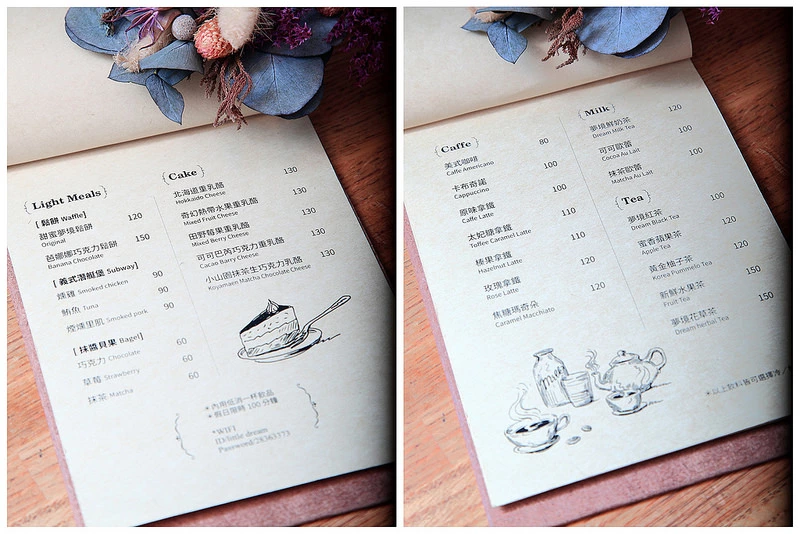 Light Meals
[ 鬆餅 Waffle]
甜蜜夢境鬆餅 120
Original
芭娜娜巧克力鬆餅 150
Banana Chocolate
[ 義式潛艇堡 Subway]
燻雞 Smoked chicken 90
鮪魚 Tuna 90
煙燻里肌 Smoked pork 90
[ 抹醬貝果 Bagel]
巧克力 Chocolate 60
草莓 Strawberry 60
抹茶 Matcha 60
Cake
北海道重乳酪 130
Hokkaido Cheese
奇幻熱帶水果重乳酪 130
Mixed Fruit Cheese
田野莓果重乳酪 130
Mixed Berry Cheese
可可巴芮巧克力重乳酪 130
Cacao Barry Cheese
小山園抹茶生巧克力乳酪 130
Koyamaen Matcha Chocolate Cheese
*內用低消一杯飲品
*假日限時 100 分鐘
*WIFI
ID/little dream
Password/28363573
Caffe
美式咖啡 80
Caffe Americano
卡布奇諾 100
Cappuccino
原味拿鐵 100
Caffe Latte
太妃糖拿鐵 110
Toffee Caramel Latte
榛果拿鐵 110
Hazelnut Latte
玫瑰拿鐵 120
Rose Latte
焦糖瑪奇朵 120
Caramel Macchiato
Milk
夢境鮮奶茶 120
Dream Milk Tea
可可歐蕾 100
Cocoa Au Lait
抹茶歐蕾 100
Matcha Au Lait
Tea
夢境紅茶 100
Dream Black Tea
蜜香蘋果茶 120
Apple Tea
黃金柚子茶 120
Korea Pummelo Tea
新鮮水果茶 150
Fruit Tea
夢境花草茶 150
Dream herbal Tea
Milk
*以上飲料皆可選擇冷／